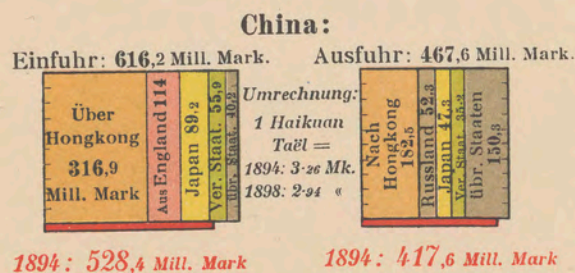 China:
Einfuhr: 616,2 Mill. Mark.
Über
Hongkong
316,9
Mill. Mark
Aus England 114
Japan 89,2
Ver. Staat. 55,9
übr. Staat. 40,2
1894: 528,4 Mill. Mark
Umrechnung:
1 Haikuan
Taël =
1894: 3·26 Mk.
1898: 2·94 "
Ausfuhr: 467,6 Mill. Mark.
Nach
Hongkong
182,5
Russland 52,3
Japan 47,3
Ver. Staat. 35,2
übr. Staaten
150,3
1894: 417,6 Mill. Mark